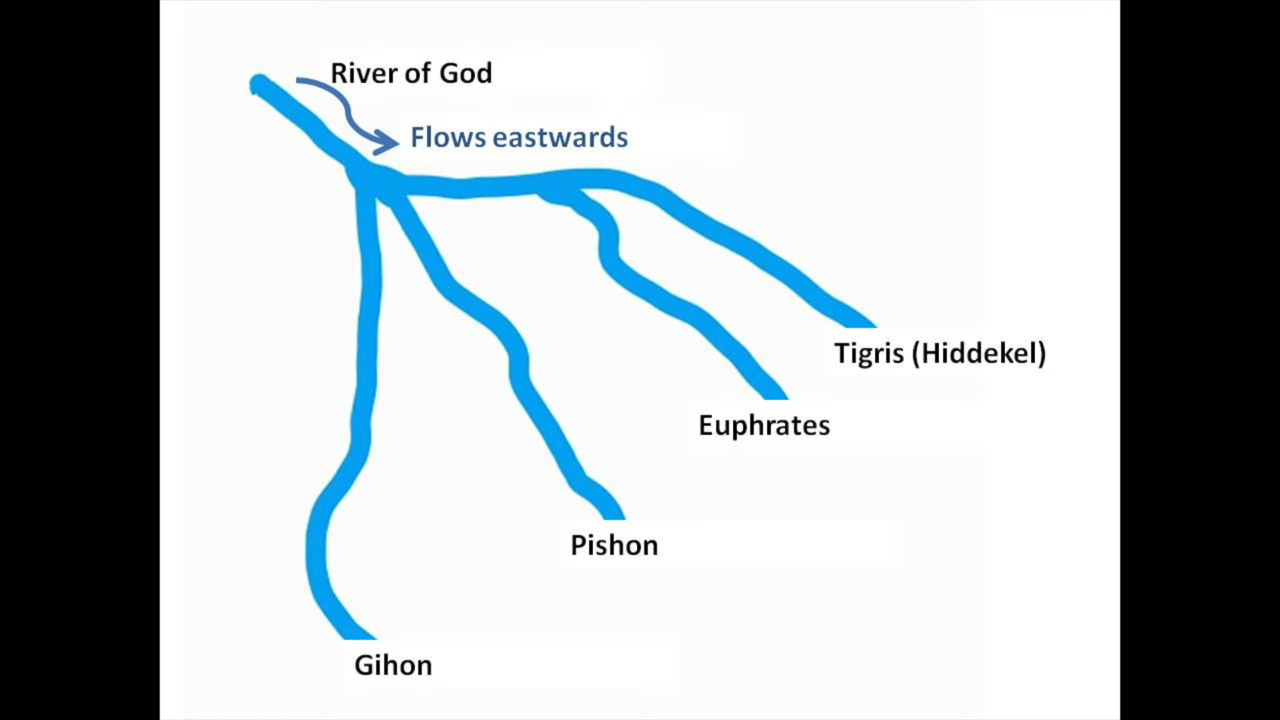 River of God
Flows eastwards
Tigris (Hiddekel)
Euphrates
Pishon
Gihon